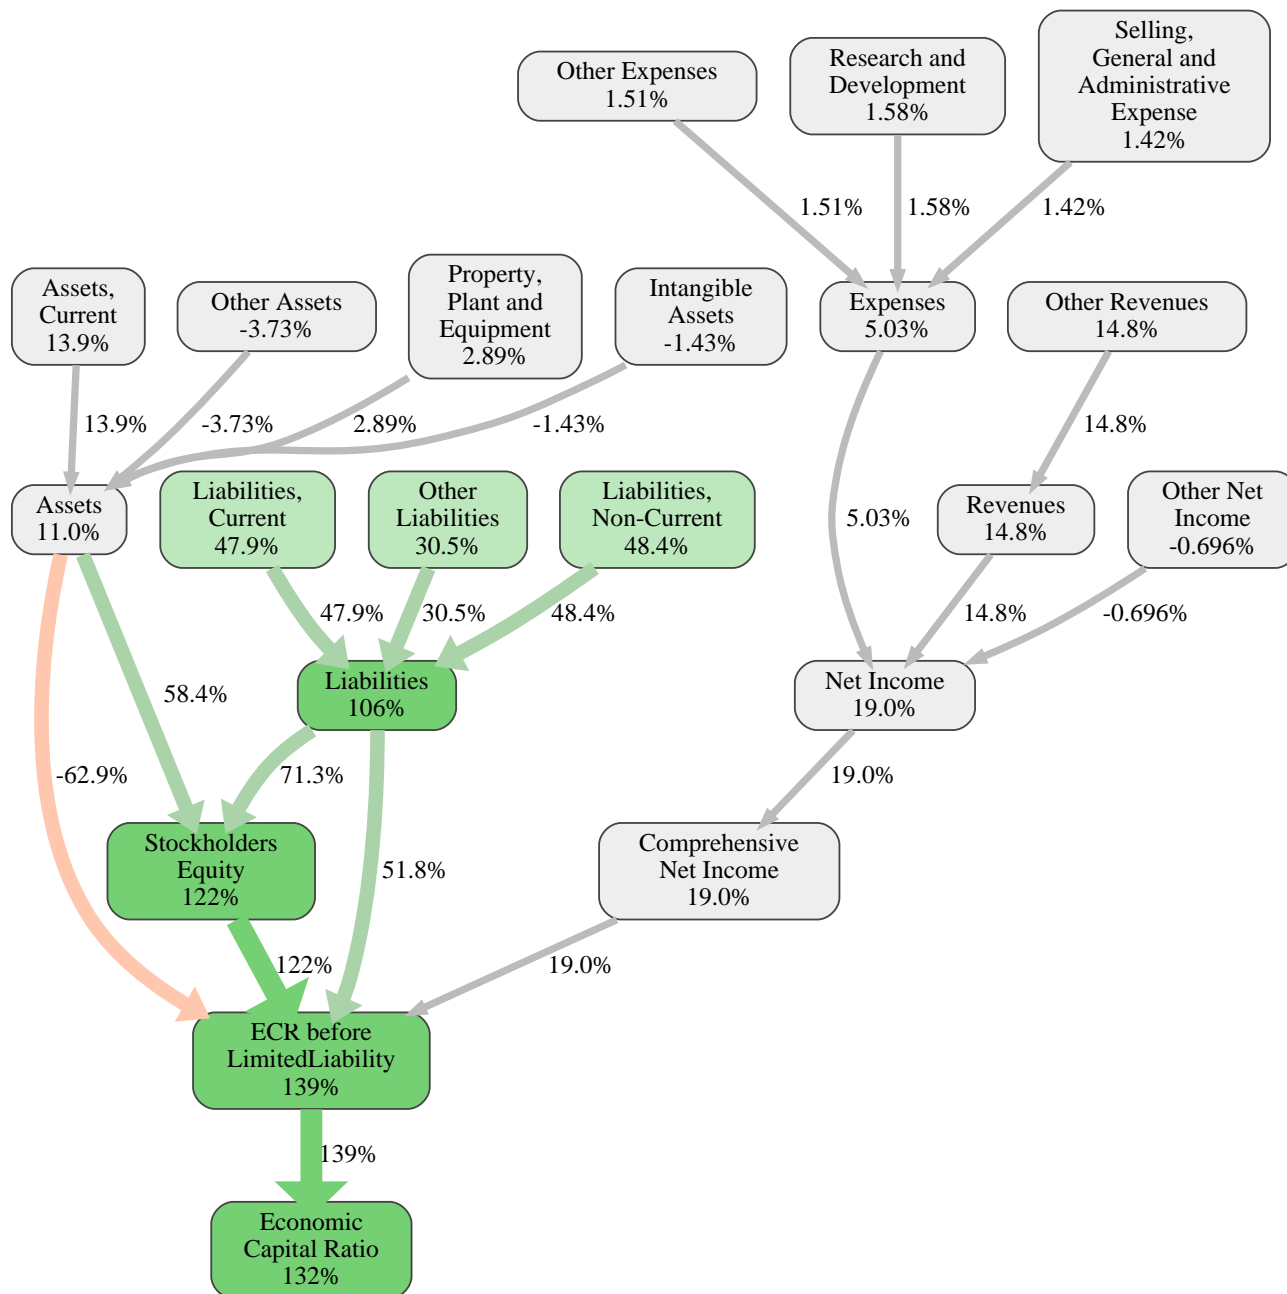 Selling,
General and
Administrative
Expense
1.42%
Research and
Development
1.58%
Other Expenses
1.51%
1.51%
1.58%
1.42%
Assets,
Current
13.9%
Other Assets
-3.73%
Property,
Plant and
Equipment
2.89%
Intangible
Assets
-1.43%
Expenses
5.03%
Other Revenues
14.8%
13.9%
-3.73%
2.89%
-1.43%
14.8%
Assets
11.0%
Liabilities,
Current
47.9%
Other
Liabilities
30.5%
Liabilities,
Non-Current
48.4%
5.03%
Revenues
14.8%
Other Net
Income
-0.696%
47.9%
30.5%
48.4%
14.8%
-0.696%
Liabilities
106%
Net Income
19.0%
58.4%
-62.9%
71.3%
19.0%
Stockholders
Equity
122%
51.8%
Comprehensive
Net Income
19.0%
122%
19.0%
ECR before
LimitedLiability
139%
139%
Economic
Capital Ratio
132%